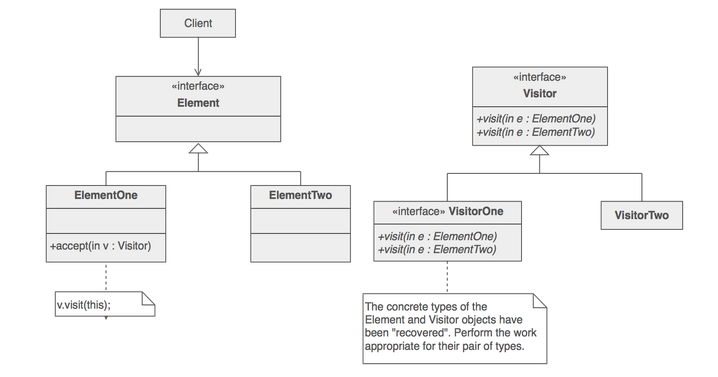 Client
«interface»
Element
ElementOne
+accept(in v : Visitor)
v.visit(this);
ElementTwo
«interface»
Visitor
+visit(in e : ElementOne)
+visit(in e : ElementTwo)
«interface» VisitorOne
+visit(in e : ElementOne)
+visit(in e : ElementTwo)
VisitorTwo
The concrete types of the
Element and Visitor objects have
been "recovered". Perform the work
appropriate for their pair of types.